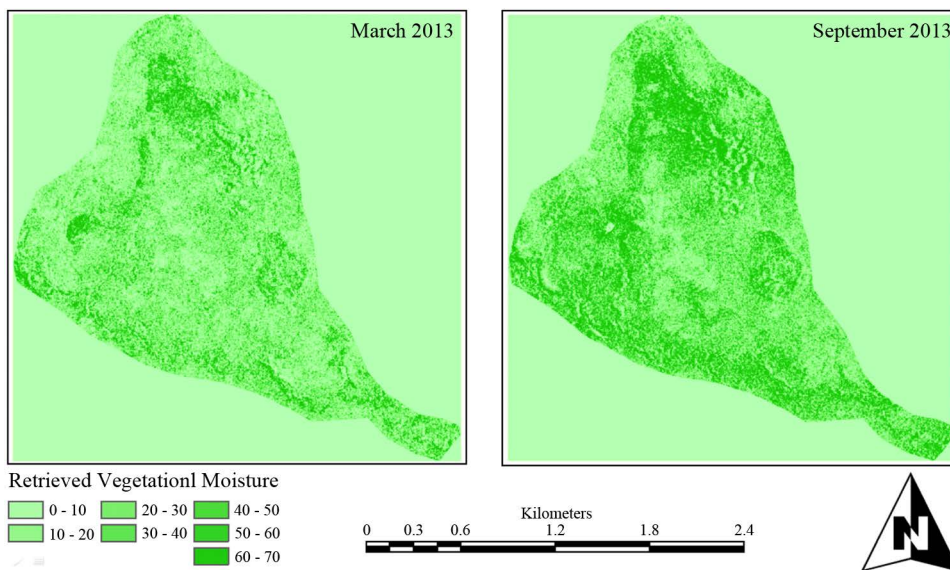 March 2013
September 2013
Retrieved Vegetationl Moisture
0 - 10
20 - 30
40 - 50
10 - 20
30 - 40
50 - 60
60 - 70
Kilometers
0 0.3 0.6 1.2 1.8 2.4
N